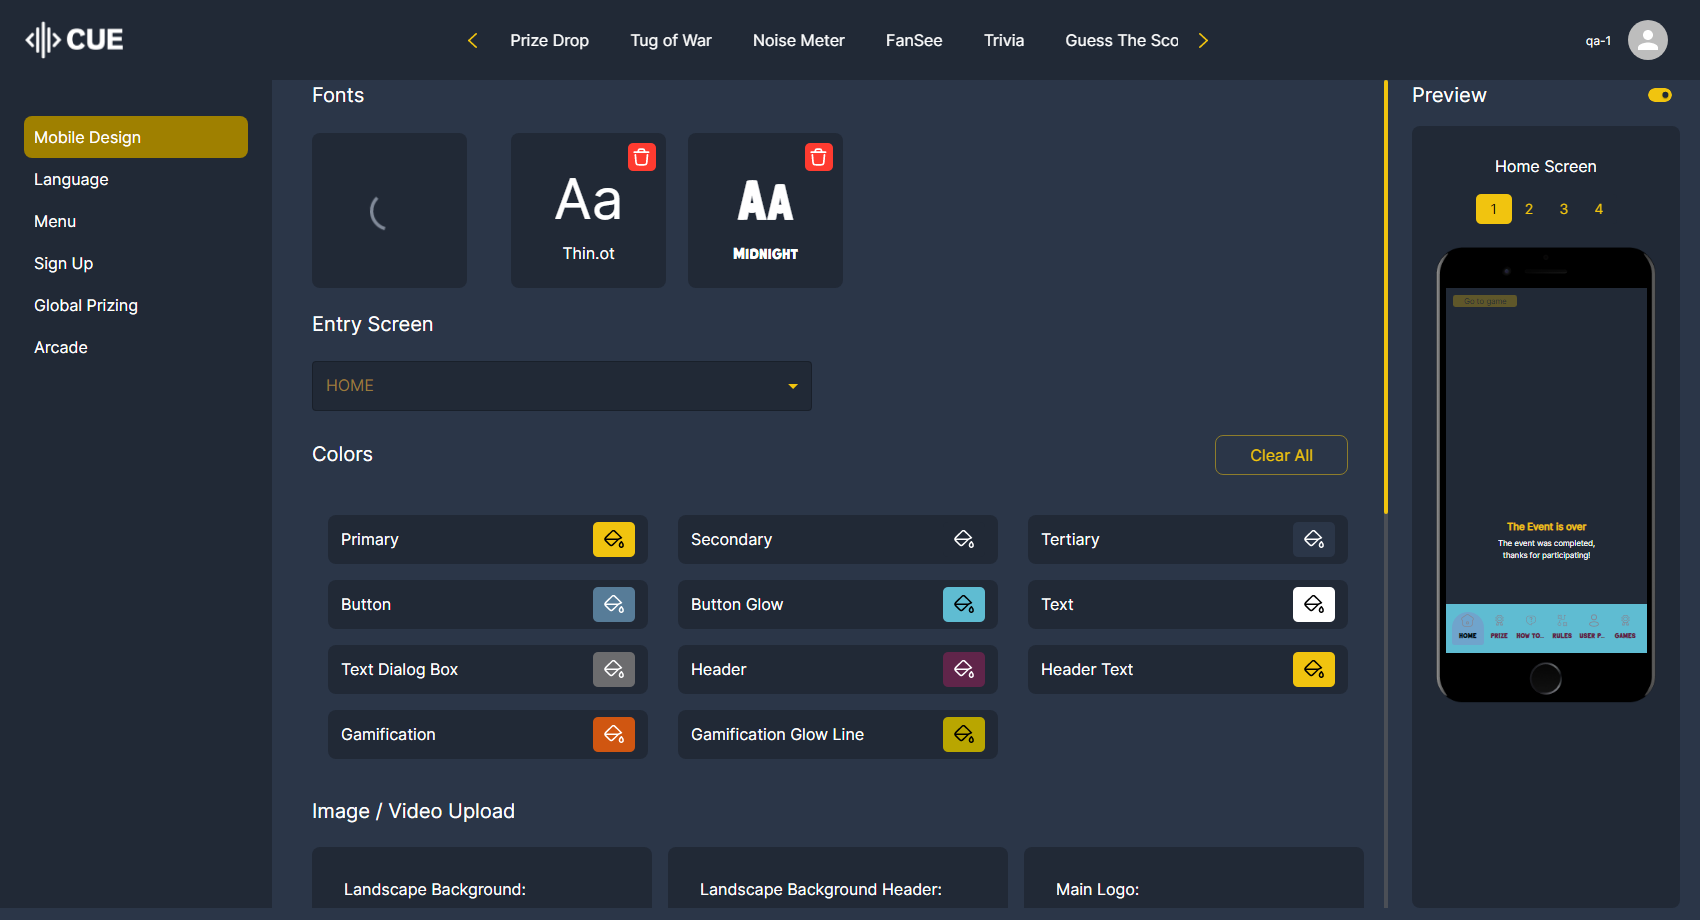 CUE
Prize Drop
Tug of War
Noise Meter
FanSee
Trivia
Guess The Sco
qa-1
Mobile Design
Language
Menu
Sign Up
Global Prizing
Arcade
Fonts
Aa
Thin.ot
AA
MIDNIGHT
Entry Screen
HOME
Colors
Clear All
Primary
Secondary
Tertiary
Button
Button Glow
Text
Text Dialog Box
Header
Header Text
Gamification
Gamification Glow Line
Image / Video Upload
Landscape Background:
Landscape Background Header:
Main Logo:
Preview
Home Screen
1 2 3 4
Go to game
The Event is over
The event was completed,
thanks for participating!
HOME PRIZE HOW TO.. RULES USER P.. GAMES